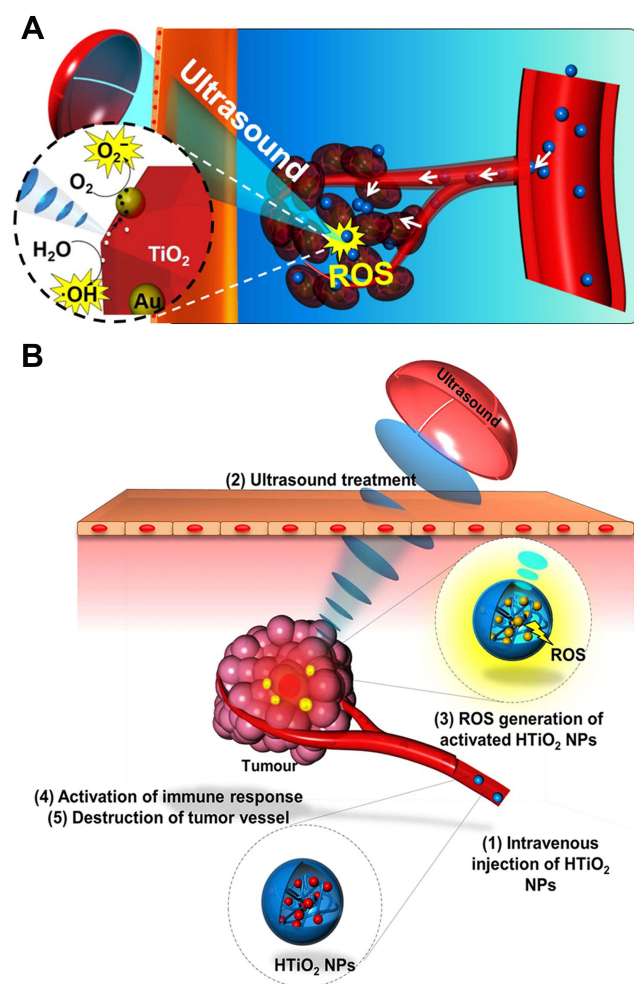 A
Ultrasound
O₂⁻
O₂
H₂O
TiO₂
·OH
Au
ROS
B
Ultrasound
(2) Ultrasound treatment
ROS
(3) ROS generation of
activated HTiO₂ NPs
Tumour
(4) Activation of immune response
(5) Destruction of tumor vessel
(1) Intravenous
injection of HTiO₂
NPs
HTiO₂ NPs